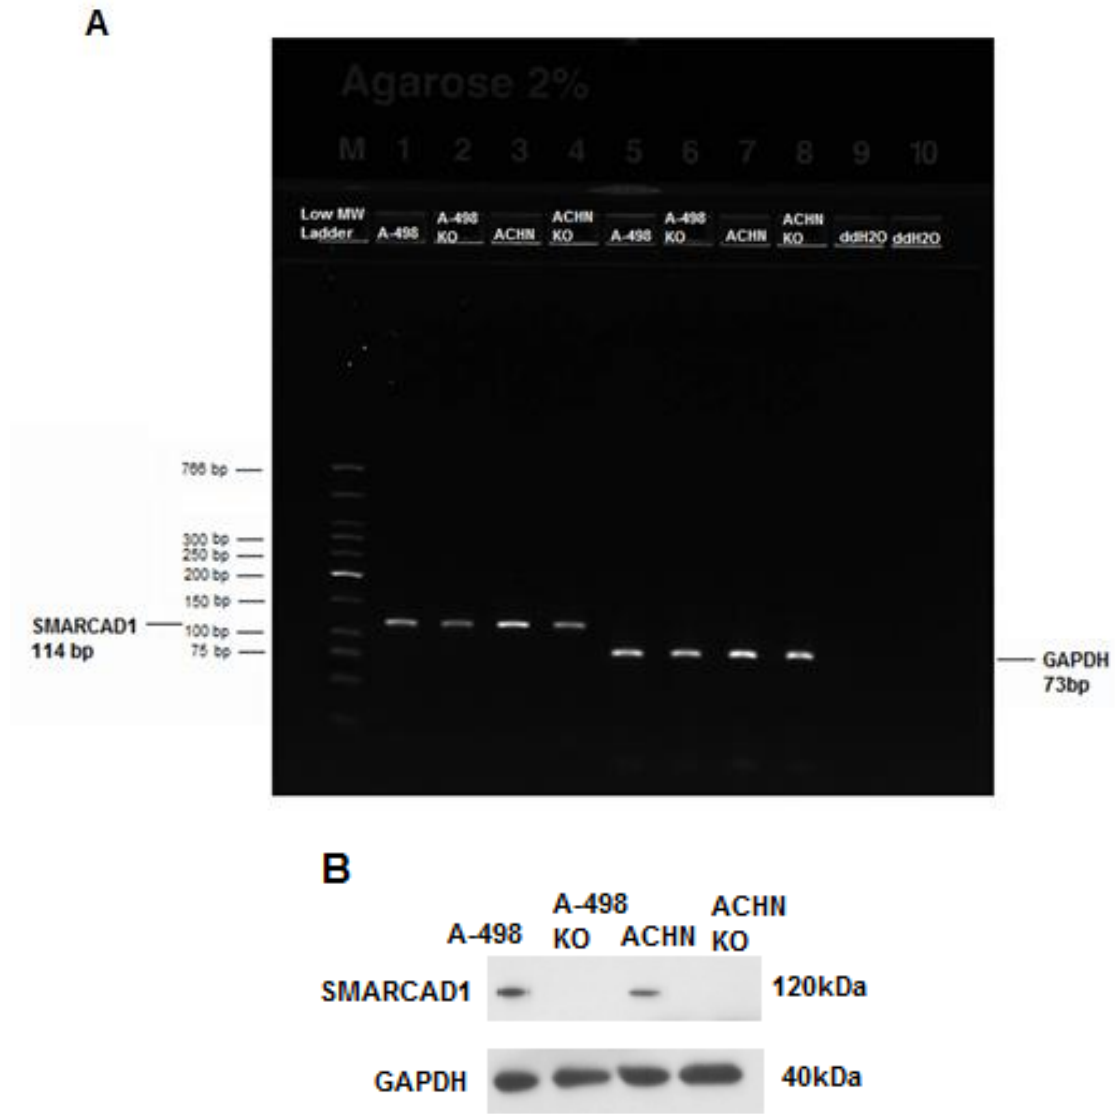 A
Agarose 2%
M 1 2 3 4 5 6 7 8 9 10
Low MW
Ladder
A-498
A-498
KO
ACHN
ACHN
KO
A-498
A-498
KO
ACHN
ACHN
KO
ddH2O
ddH2O
766 bp
300 bp
250 bp
200 bp
150 bp
100 bp
75 bp
SMARCAD1
114 bp
GAPDH
73bp
B
A-498
A-498
KO
ACHN
ACHN
KO
SMARCAD1
120kDa
GAPDH
40kDa